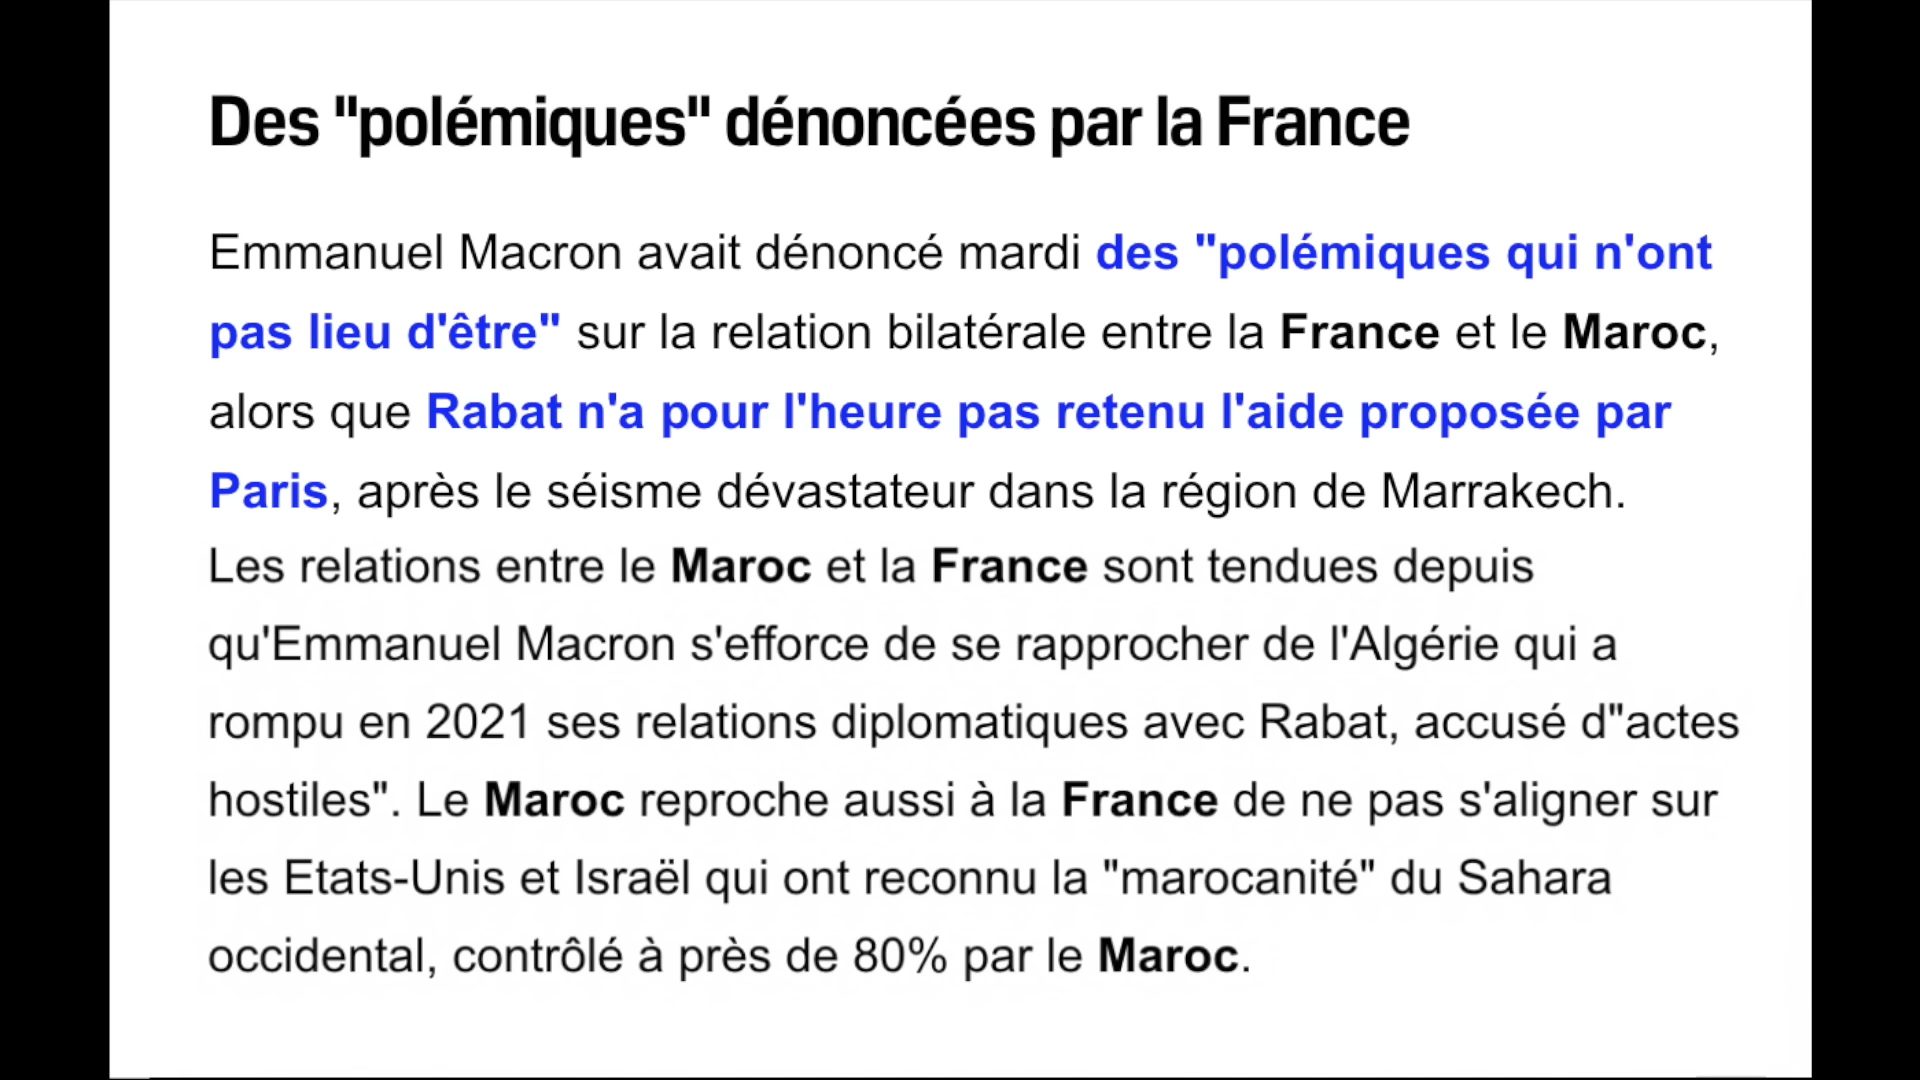 Des "polémiques" dénoncées par la France
Emmanuel Macron avait dénoncé mardi des "polémiques qui n'ont
pas lieu d'être" sur la relation bilatérale entre la France et le Maroc,
alors que Rabat n'a pour l'heure pas retenu l'aide proposée par
Paris, après le séisme dévastateur dans la région de Marrakech.
Les relations entre le Maroc et la France sont tendues depuis
qu'Emmanuel Macron s'efforce de se rapprocher de l'Algérie qui a
rompu en 2021 ses relations diplomatiques avec Rabat, accusé d"actes
hostiles". Le Maroc reproche aussi à la France de ne pas s'aligner sur
les Etats-Unis et Israël qui ont reconnu la "marocanité" du Sahara
occidental, contrôlé à près de 80% par le Maroc.